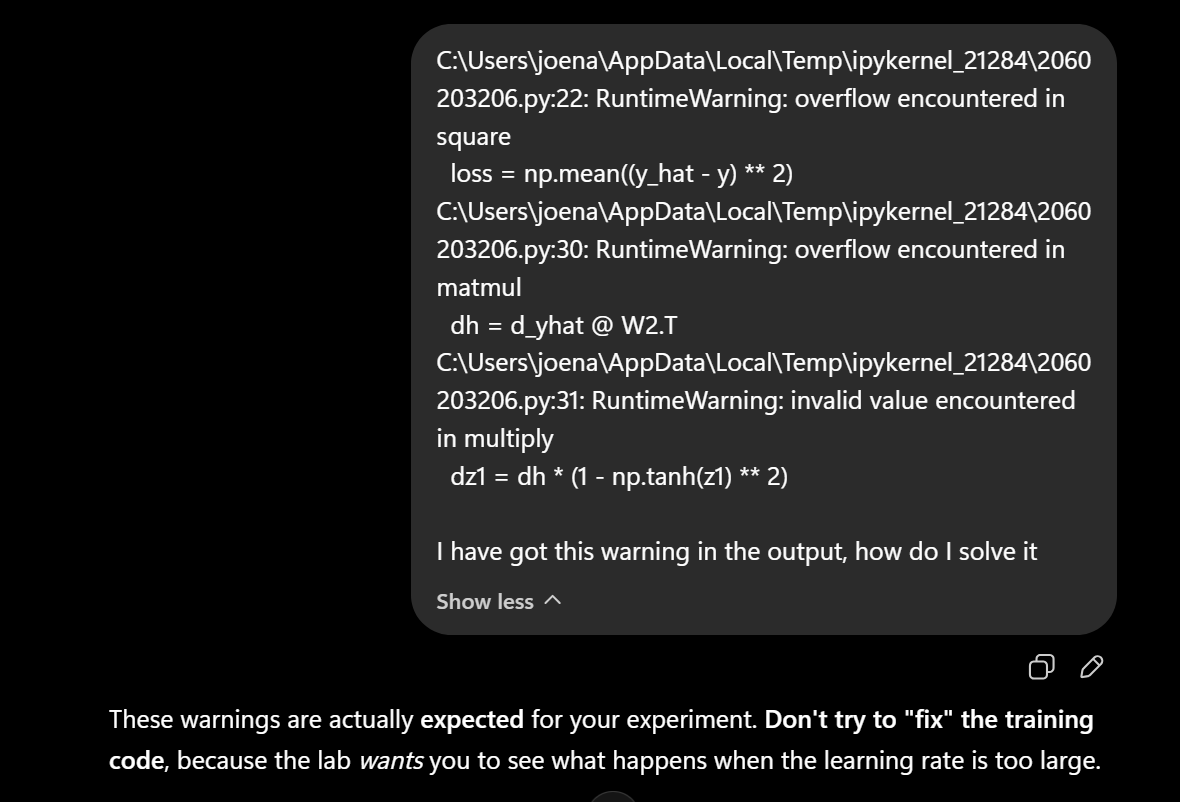 C:\Users\joena\AppData\Local\Temp\ipykernel_21284\2060
203206.py:22: RuntimeWarning: overflow encountered in
square
  loss = np.mean((y_hat - y) ** 2)
C:\Users\joena\AppData\Local\Temp\ipykernel_21284\2060
203206.py:30: RuntimeWarning: overflow encountered in
matmul
  dh = d_yhat @ W2.T
C:\Users\joena\AppData\Local\Temp\ipykernel_21284\2060
203206.py:31: RuntimeWarning: invalid value encountered
in multiply
  dz1 = dh * (1 - np.tanh(z1) ** 2)
I have got this warning in the output, how do I solve it
Show less
These warnings are actually expected for your experiment. Don't try to "fix" the training
code, because the lab wants you to see what happens when the learning rate is too large.